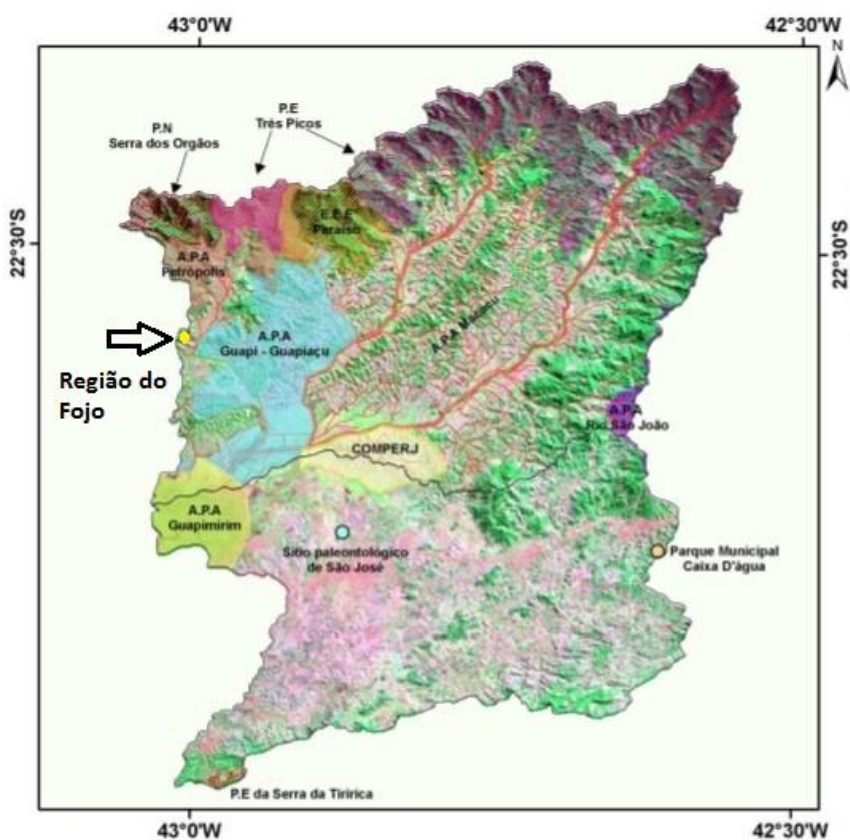 43°0'W
42°30'W
N
P.E
Três Picos
P.N
Serra dos Orgãos
E.E.E
Paraíso
22°30'S
22°30'S
A.P.A
Petrópolis
A.P.A
Guapi - Guapiaçu
A.P.A Macacu
Região do
Fojo
A.P.A
Rio São João
COMPERJ
A.P.A
Guapimirim
Sitio paleontológico
de São José
Parque Municipal
Caixa D'água
P.E da Serra da Tiririca
43°0'W
42°30'W